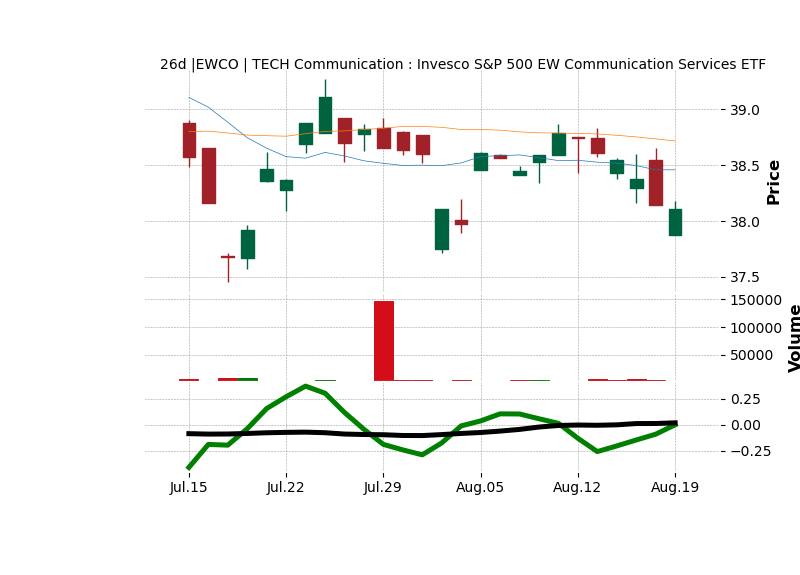 26d |EWCO | TECH Communication : Invesco S&P 500 EW Communication Services ETF
39.0
38.5
38.0
37.5
Price
150000
100000
50000
Volume
0.25
0.00
−0.25
Jul.15 Jul.22 Jul.29 Aug.05 Aug.12 Aug.19